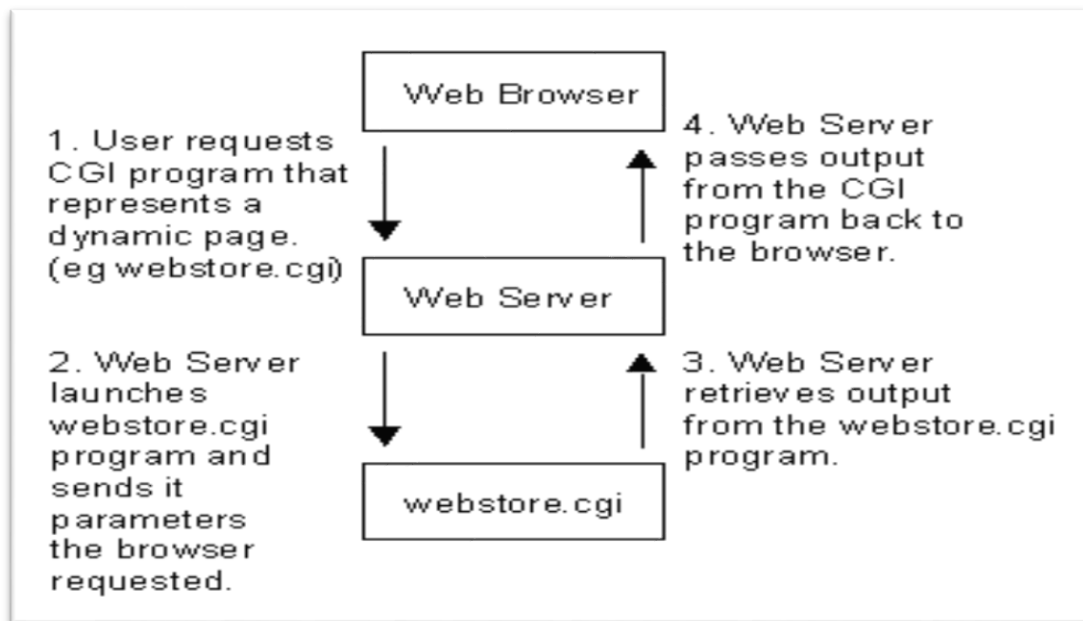 Web Browser
1. User requests
CGI program that
represents a
dynamic page.
(eg webstore.cgi)
4. Web Server
passes output
from the CGI
program back to
the browser.
Web Server
2. Web Server
launches
webstore.cgi
program and
sends it
parameters
the browser
requested.
3. Web Server
retrieves output
from the webstore.cgi
program.
webstore.cgi